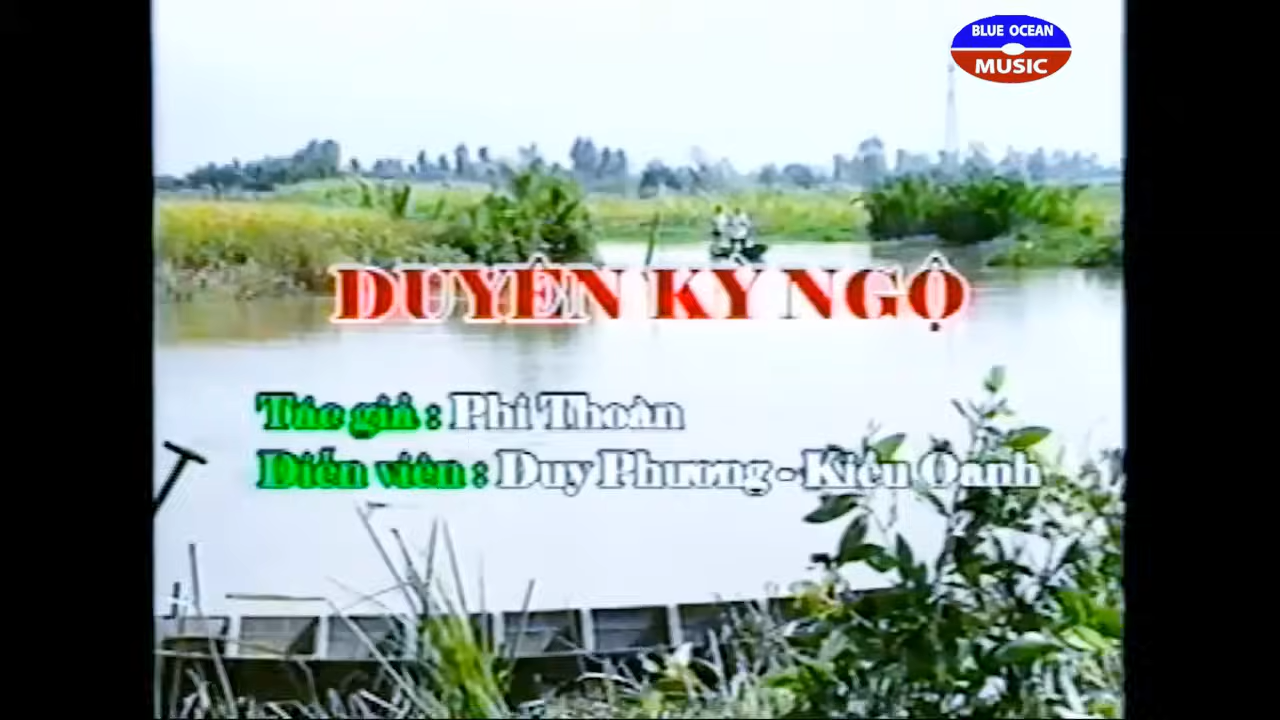 BLUE OCEAN
MUSIC
DUYÊN KỲ NGỘ
Tác giả : Phi Thoàn
Diễn viên : Duy Phương - Kiều Oanh